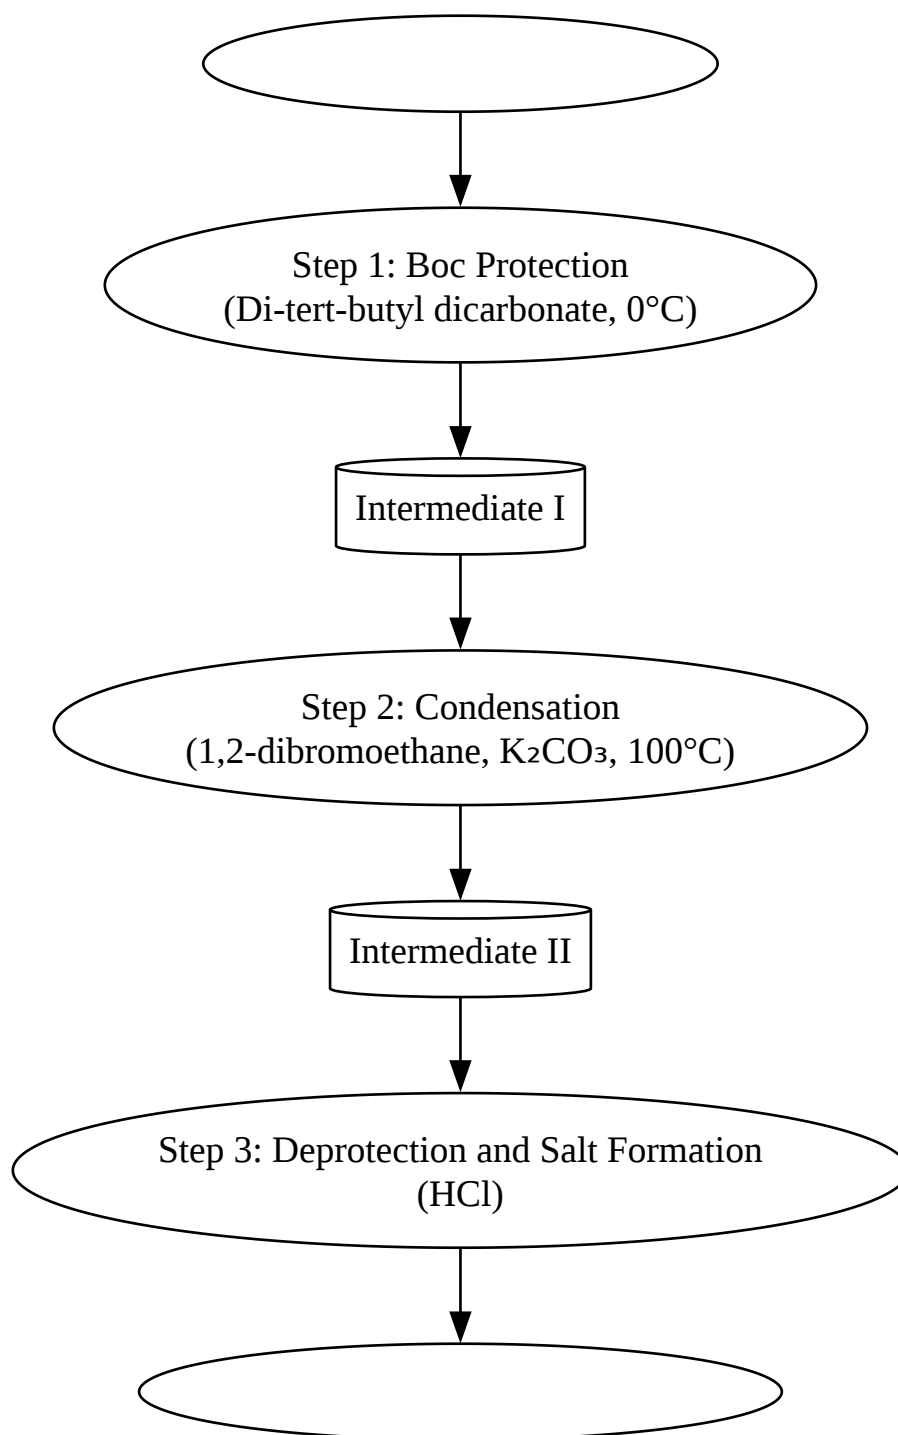 Step 1: Boc Protection
(Di-tert-butyl dicarbonate, 0°C)
Intermediate I
Step 2: Condensation
(1,2-dibromoethane, K₂CO₃, 100°C)
Intermediate II
Step 3: Deprotection and Salt Formation
(HCl)